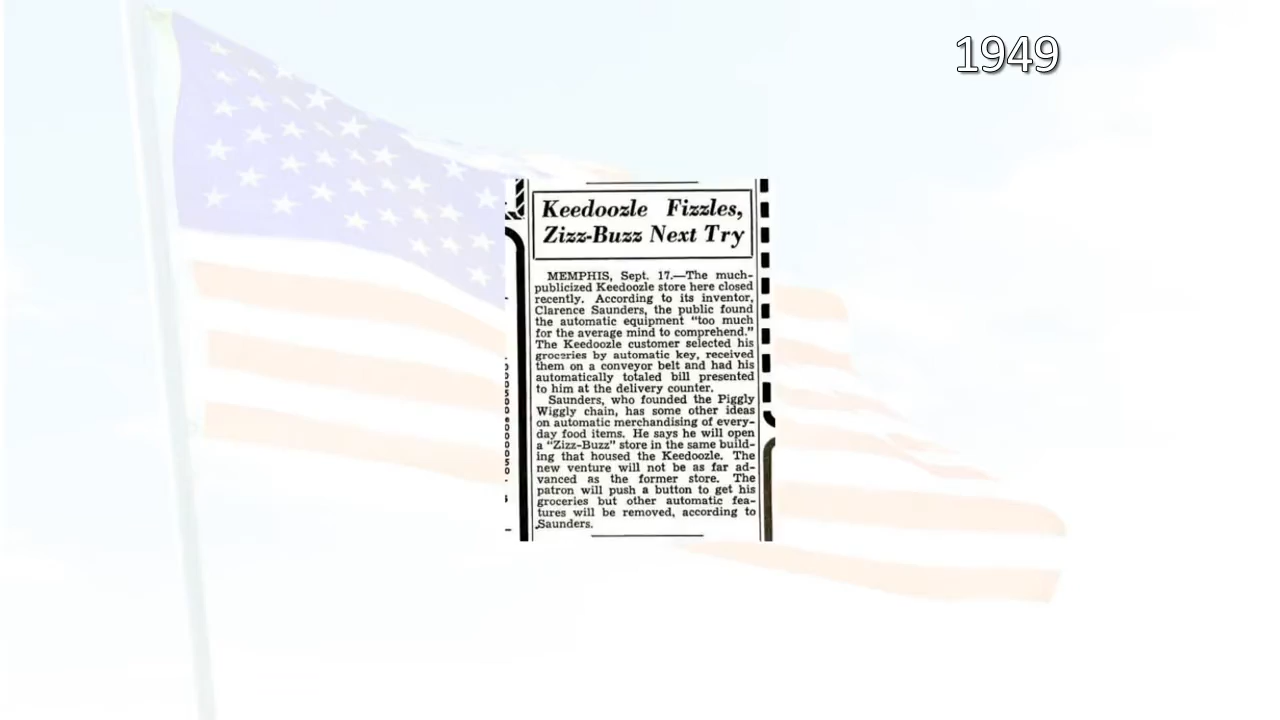 1949
Keedoozle Fizzles,
Zizz-Buzz Next Try
MEMPHIS, Sept. 17.—The much-
publicized Keedoozle store here closed
recently. According to its inventor,
Clarence Saunders, the public found
the automatic equipment “too much
for the average mind to comprehend.”
The Keedoozle customer selected his
groceries by automatic key, received
them on a conveyor belt and had his
automatically totaled bill presented
to him at the delivery counter.
Saunders, who founded the Piggly
Wiggly chain, has some other ideas
on automatic merchandising of every-
day food items. He says he will open
a “Zizz-Buzz” store in the same build-
ing that housed the Keedoozle. The
new venture will not be as far ad-
vanced as the former store. The
patron will push a button to get his
groceries but other automatic fea-
tures will be removed, according to
Saunders.